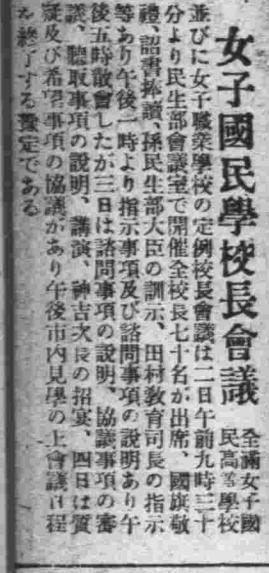 女子國民學校長會議
全滿女子國
民高等學校
並びに女子職業學校の定例校長會議は二日午前九時三十
分より民生部會議室で開催全校長七十名が出席、國旗敬
禮、詔書捧讀、孫民生部大臣の訓示、田村敎育司長の指示
等あり午後一時より指示事項及び諮問事項の說明あり午
後五時散會したが三日は諮問事項の說明、協議事項の審
議、聽取事項の說明、講演、神吉次長の招宴、四日は質
疑及び希望事項の協議があり午後市內見學の上會議日程
を終了する豫定である